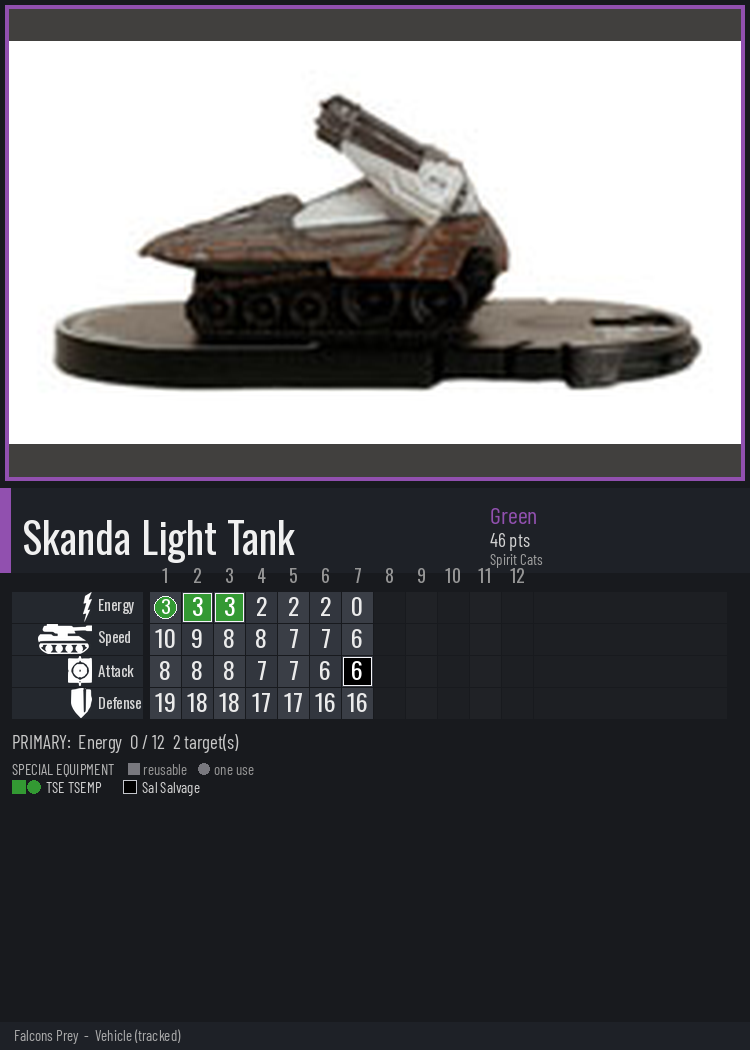 Skanda Light Tank
Green
46 pts
Spirit Cats
1 2 3 4 5 6 7 8 9 10 11 12
Energy 3 3 3 2 2 2 0
Speed 10 9 8 8 7 7 6
Attack 8 8 8 7 7 6 6
Defense 19 18 18 17 17 16 16
PRIMARY: Energy 0 / 12 2 target(s)
SPECIAL EQUIPMENT reusable one use
TSE TSEMP Sal Salvage
Falcons Prey - Vehicle (tracked)